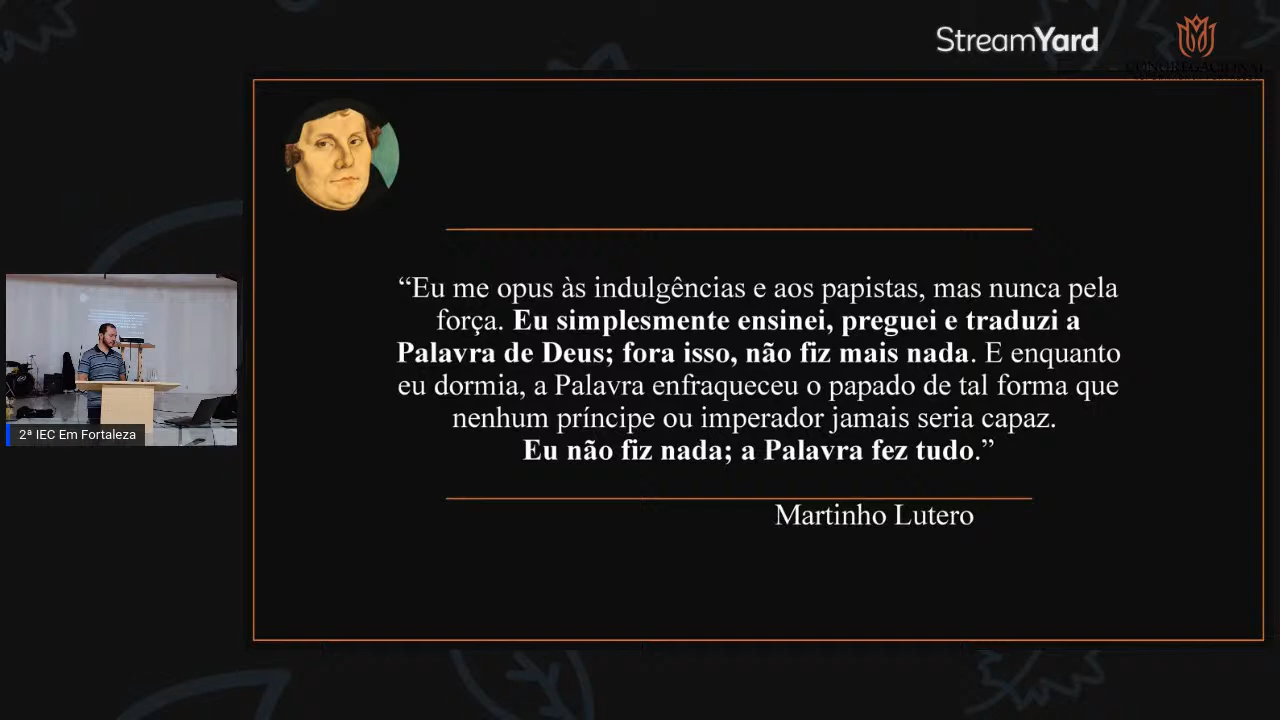 StreamYard
CONGREGACIONAL
“Eu me opus às indulgências e aos papistas, mas nunca pela
força. Eu simplesmente ensinei, preguei e traduzi a
Palavra de Deus; fora isso, não fiz mais nada. E enquanto
eu dormia, a Palavra enfraqueceu o papado de tal forma que
nenhum príncipe ou imperador jamais seria capaz.
Eu não fiz nada; a Palavra fez tudo.”
Martinho Lutero
2ª IEC Em Fortaleza